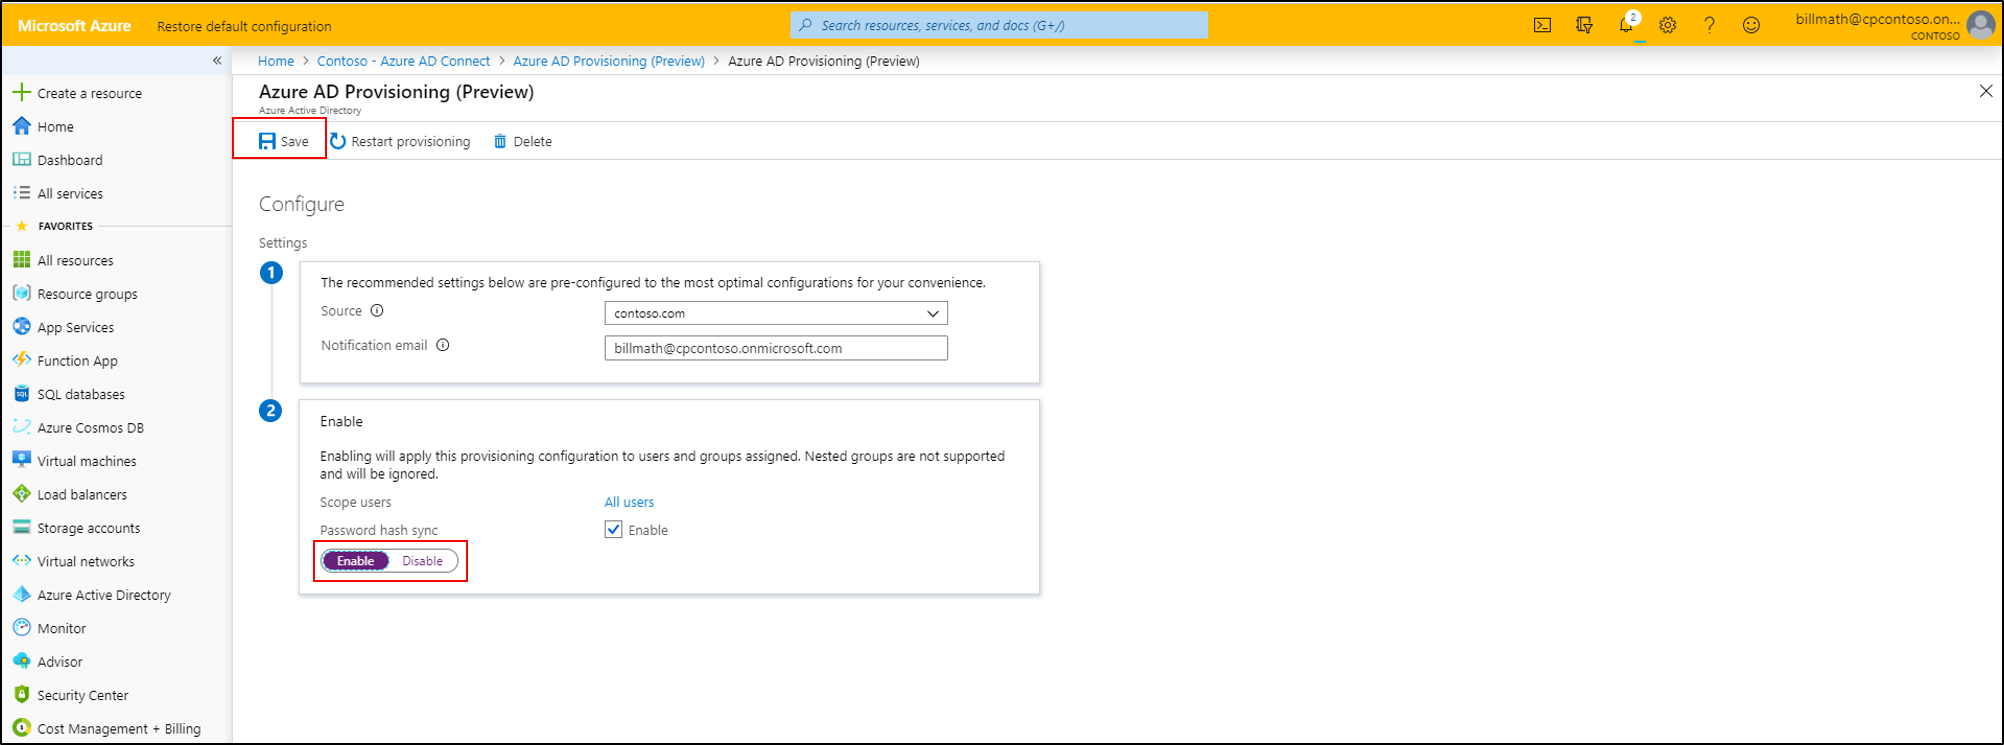 Microsoft Azure
Restore default configuration
Search resources, services, and docs (G+/)
2
billmath@cpcontoso.on...
CONTOSO
«
Create a resource
Home
Dashboard
All services
FAVORITES
All resources
Resource groups
App Services
Function App
SQL databases
Azure Cosmos DB
Virtual machines
Load balancers
Storage accounts
Virtual networks
Azure Active Directory
Monitor
Advisor
Security Center
Cost Management + Billing
Home > Contoso - Azure AD Connect > Azure AD Provisioning (Preview) > Azure AD Provisioning (Preview)
Azure AD Provisioning (Preview)
Azure Active Directory
Save Restart provisioning Delete
Configure
Settings
1
The recommended settings below are pre-configured to the most optimal configurations for your convenience.
Source contoso.com
Notification email billmath@cpcontoso.onmicrosoft.com
2
Enable
Enabling will apply this provisioning configuration to users and groups assigned. Nested groups are not supported
and will be ignored.
Scope users All users
Password hash sync Enable
Enable Disable